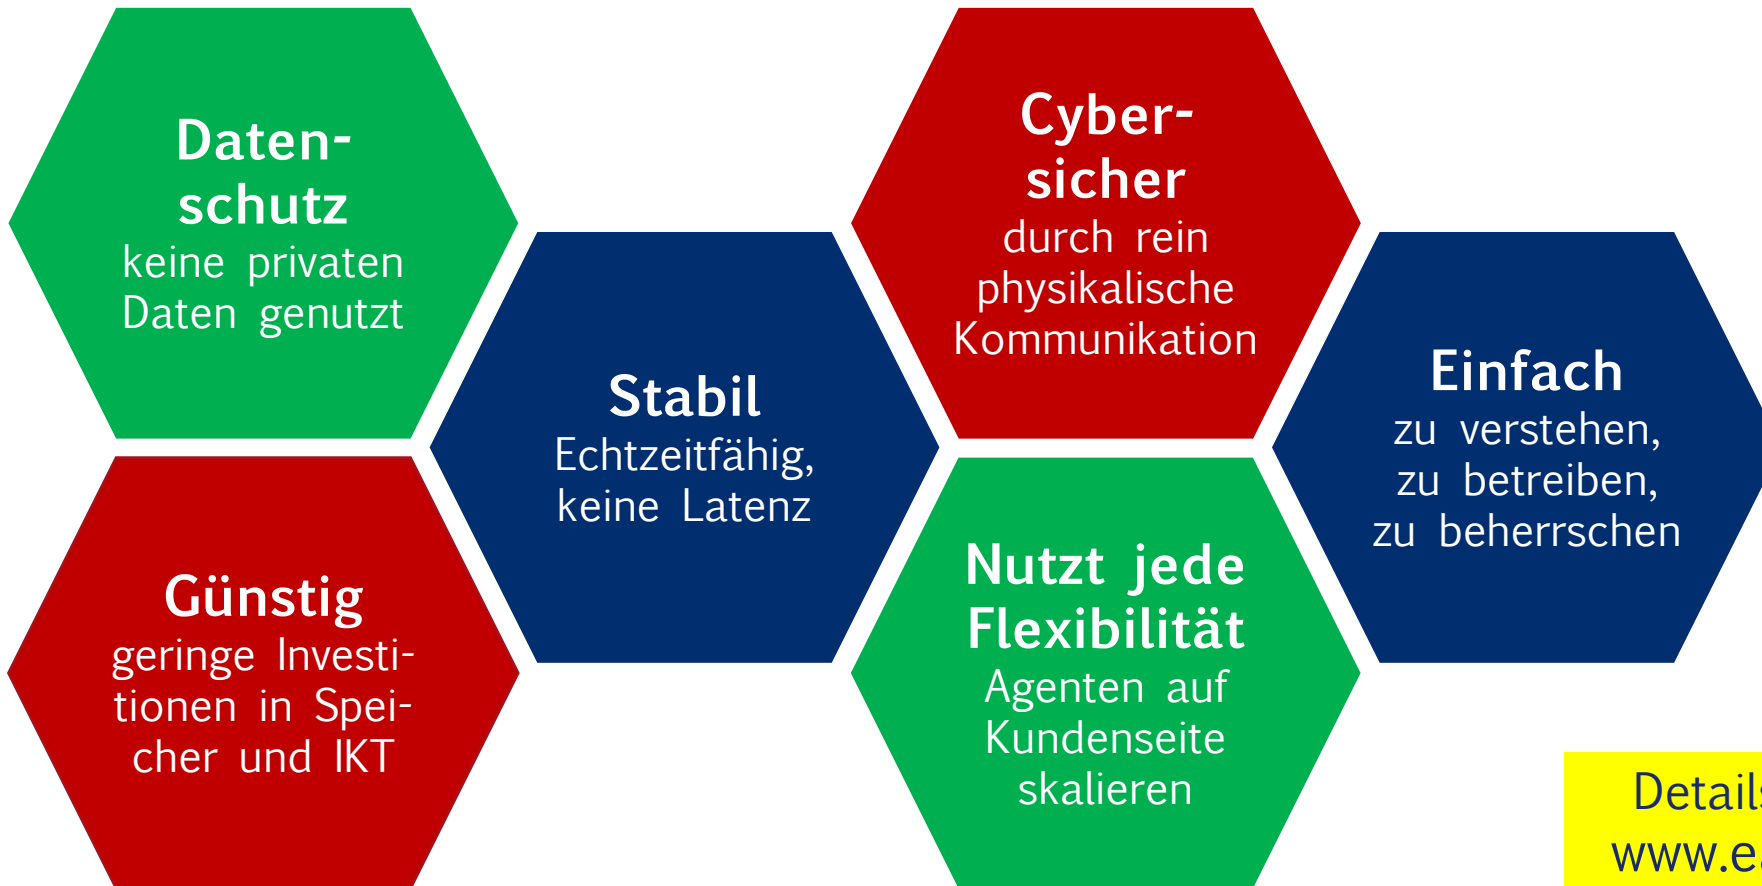 Daten-
schutz
keine privaten
Daten genutzt
Günstig
geringe Investi-
tionen in Spei-
cher und IKT
Stabil
Echtzeitfähig,
keine Latenz
Cyber-
sicher
durch rein
physikalische
Kommunikation
Nutzt jede
Flexibilität
Agenten auf
Kundenseite
skalieren
Einfach
zu verstehen,
zu betreiben,
zu beherrschen
Details